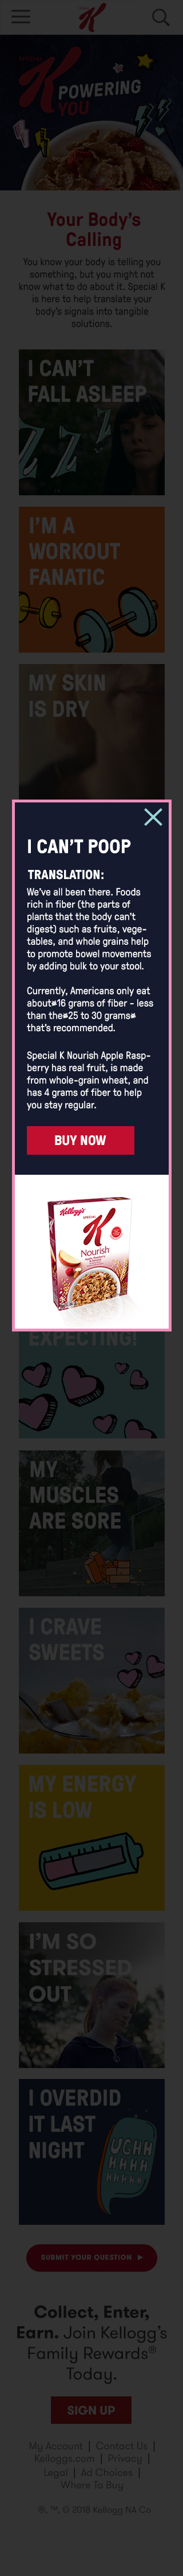 SPECIAL
K
SPECIAL
K POWERING
YOU
Your Body's
Calling
You know your body is telling you
something, but you might not
know what to do about it. Special K
is here to help translate your
body's signals into tangible
solutions.
I CAN'T
FALL ASLEEP
I'M A
WORKOUT
FANATIC
MY SKIN
IS DRY
I CAN'T POOP
TRANSLATION:
We've all been there. Foods
rich in fiber (the parts of
plants that the body can't
digest) such as fruits, vege-
tables, and whole grains help
to promote bowel movements
by adding bulk to your stool.
Currently, Americans only eat
about 16 grams of fiber - less
than the 25 to 30 grams
that's recommended.
Special K Nourish Apple Rasp-
berry has real fruit, is made
from whole-grain wheat, and
has 4 grams of fiber to help
you stay regular.
BUY NOW
Kellogg's
SPECIAL
K
Nourish
EXPECTING!
MY
MUSCLES
ARE SORE
I CRAVE
SWEETS
MY ENERGY
IS LOW
I'M SO
STRESSED
OUT
I OVERDID
IT LAST
NIGHT
UGHH
HHHH
HHHH
SUBMIT YOUR QUESTION
Collect, Enter,
Earn. Join Kellogg's
Family Rewards®
Today.
SIGN UP
My Account | Contact Us |
Kelloggs.com | Privacy |
Legal | Ad Choices |
Where To Buy
®, ™, © 2018 Kellogg NA Co